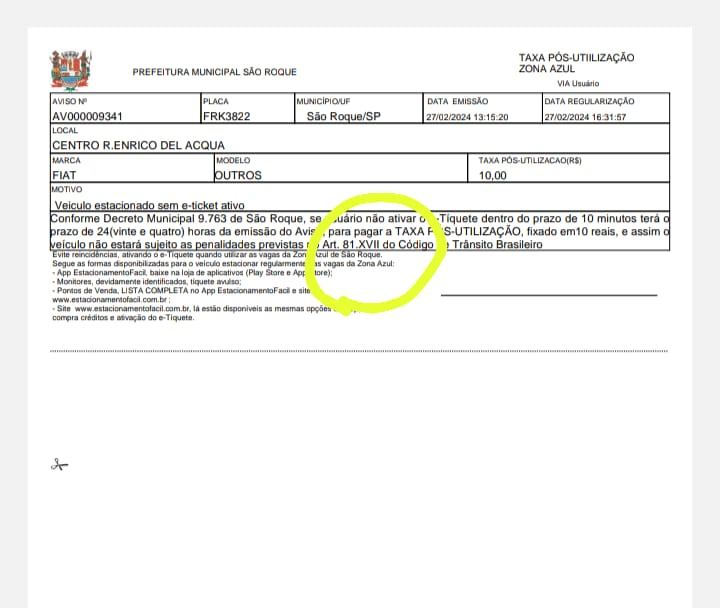 TAXA PÓS-UTIILIZAÇÃO
ZONA AZUL
PREFEITURA MUNICIPAL SÃO ROQUE
VIA Usuário
AVISO Nº PLACA MUNICÍPIO/UF DATA EMISSÃO DATA REGULARIZAÇÃO
AV000009341 FRK3822 São Roque/SP 27/02/2024 13:15:20 27/02/2024 16:31:57
LOCAL
CENTRO R.ENRICO DEL ACQUA
MARCA MODELO TAXA PÓS-UTILIZACAO(R$)
FIAT OUTROS 10,00
MOTIVO
Veiculo estacionado sem e-ticket ativo
Conforme Decreto Municipal 9.763 de São Roque, se usuário não ativar o e-Tíquete dentro do prazo de 10 minutos terá o
prazo de 24(vinte e quatro) horas da emissão do Aviso, para pagar a TAXA PÓS-UTILIZAÇÃO, fixado em10 reais, e assim o
veículo não estará sujeito as penalidades previstas no Art. 81.XVII do Código de Trânsito Brasileiro
Evite reincidências, ativando o e-Tiquete quando utilizar as vagas da Zona Azul de São Roque.
Segue as formas disponibilizadas para o veículo estacionar regularmente as vagas da Zona Azul:
- App EstacionamentoFacil, baixe na loja de aplicativos (Play Store e App Store);
- Monitores, devidamente identificados, tiquete avulso;
- Pontos de Venda, LISTA COMPLETA no App EstacionamentoFacil e site
www.estacionamentofacil.com.br ;
- Site www.estacionamentofacil.com.br, lá estão disponíveis as mesmas opções
compra créditos e ativação do e-Tiquete.